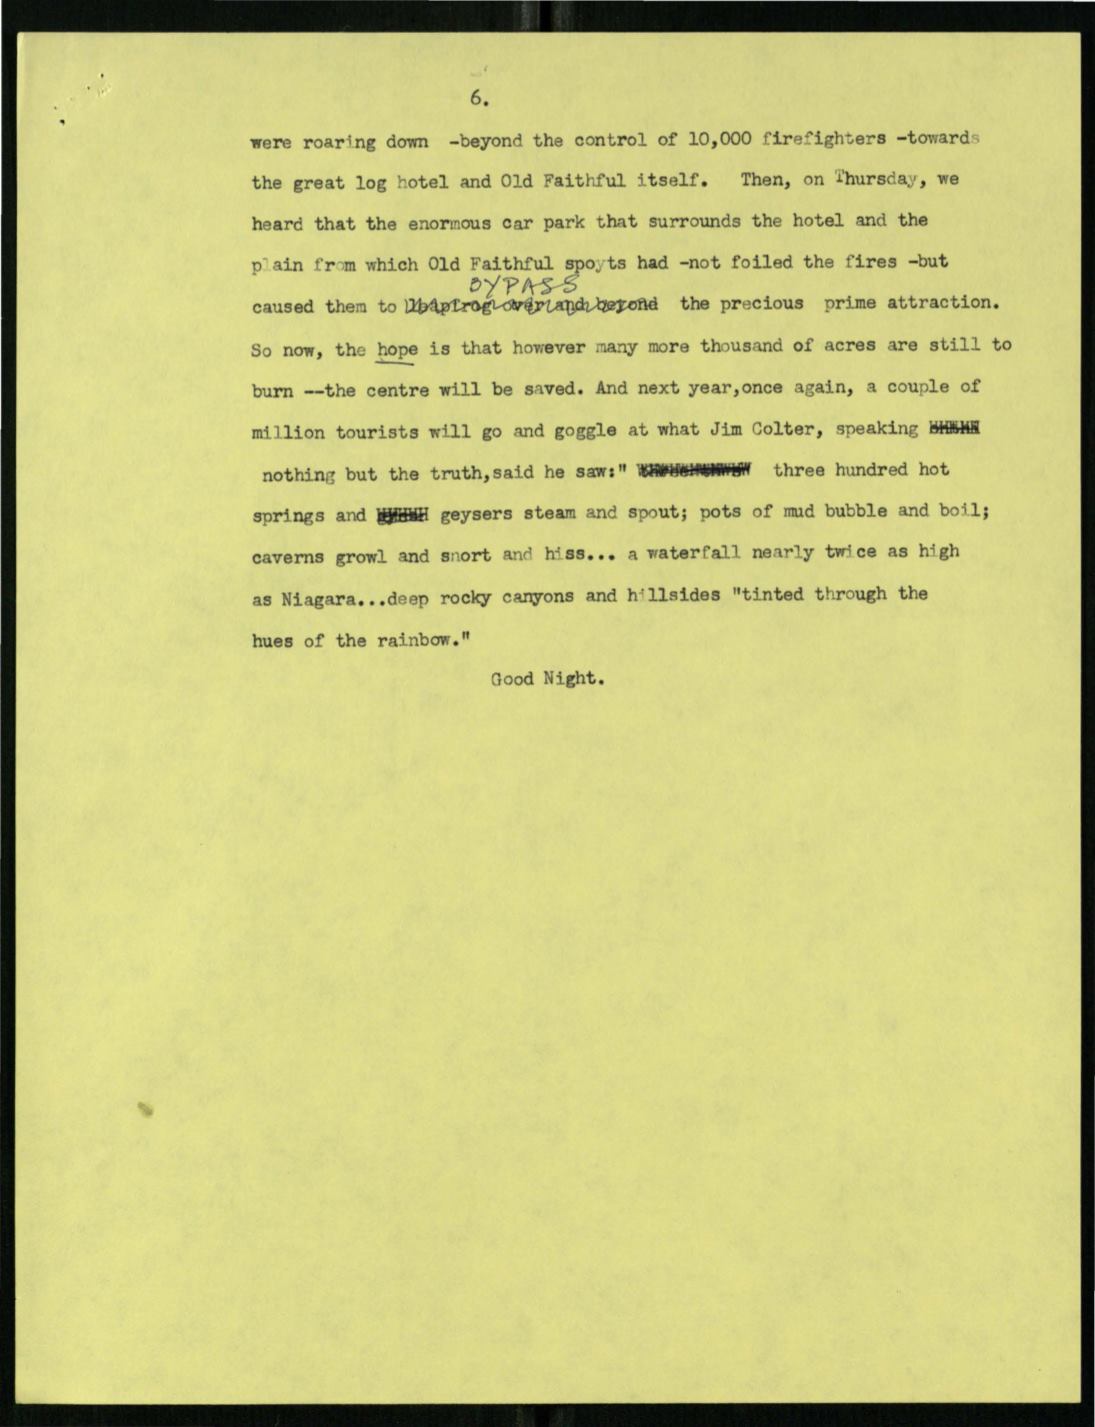 6.
were roaring down -beyond the control of 10,000 firefighters -towards
the great log hotel and Old Faithful itself. Then, on Thursday, we
heard that the enormous car park that surrounds the hotel and the
plain from which Old Faithful spoyts had -not foiled the fires -but
BYPASS
caused them to leapfrog over and beyond the precious prime attraction.
So now, the hope is that however many more thousand of acres are still to
burn --the centre will be saved. And next year,once again, a couple of
million tourists will go and goggle at what Jim Colter, speaking
nothing but the truth,said he saw:" three hundred hot
springs and geysers steam and spout; pots of mud bubble and boil;
caverns growl and snort and hiss... a waterfall nearly twice as high
as Niagara...deep rocky canyons and hillsides "tinted through the
hues of the rainbow."
Good Night.